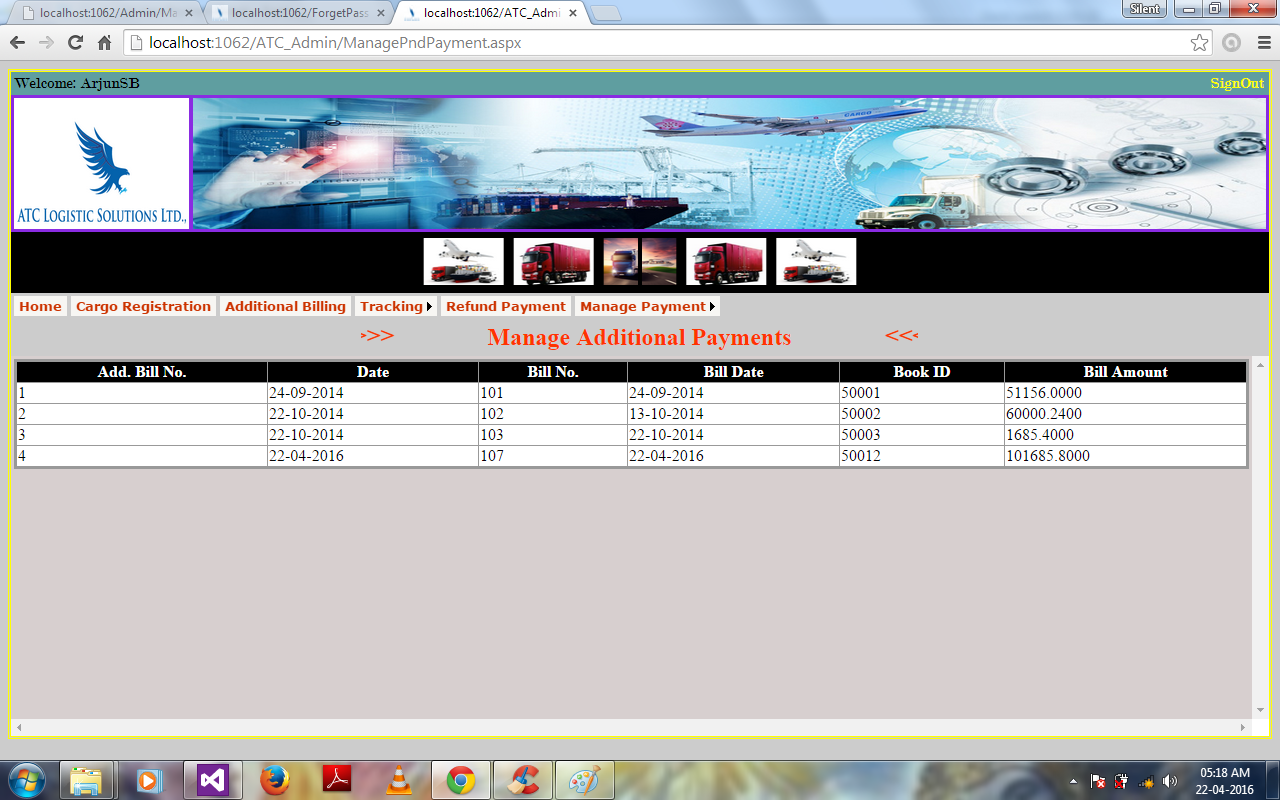 localhost:1062/Admin/Ma
localhost:1062/ForgetPass
localhost:1062/ATC_Admi
Silent
localhost:1062/ATC_Admin/ManagePndPayment.aspx
Welcome: ArjunSB
SignOut
ATC LOGISTIC SOLUTIONS LTD.,
CARGO
Home Cargo Registration Additional Billing Tracking Refund Payment Manage Payment
>>> Manage Additional Payments <<<
Add. Bill No. Date Bill No. Bill Date Book ID Bill Amount
1 24-09-2014 101 24-09-2014 50001 51156.0000
2 22-10-2014 102 13-10-2014 50002 60000.2400
3 22-10-2014 103 22-10-2014 50003 1685.4000
4 22-04-2016 107 22-04-2016 50012 101685.8000
05:18 AM
22-04-2016